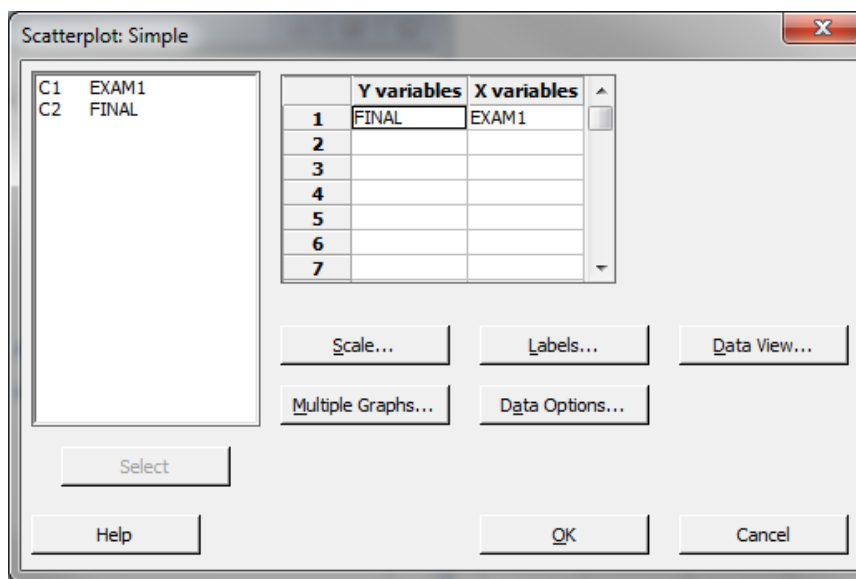 Scatterplot: Simple
C1 EXAM1
C2 FINAL
Y variables X variables
1 FINAL EXAM1
2
3
4
5
6
7
Scale... Labels... Data View...
Multiple Graphs... Data Options...
Select
Help OK Cancel